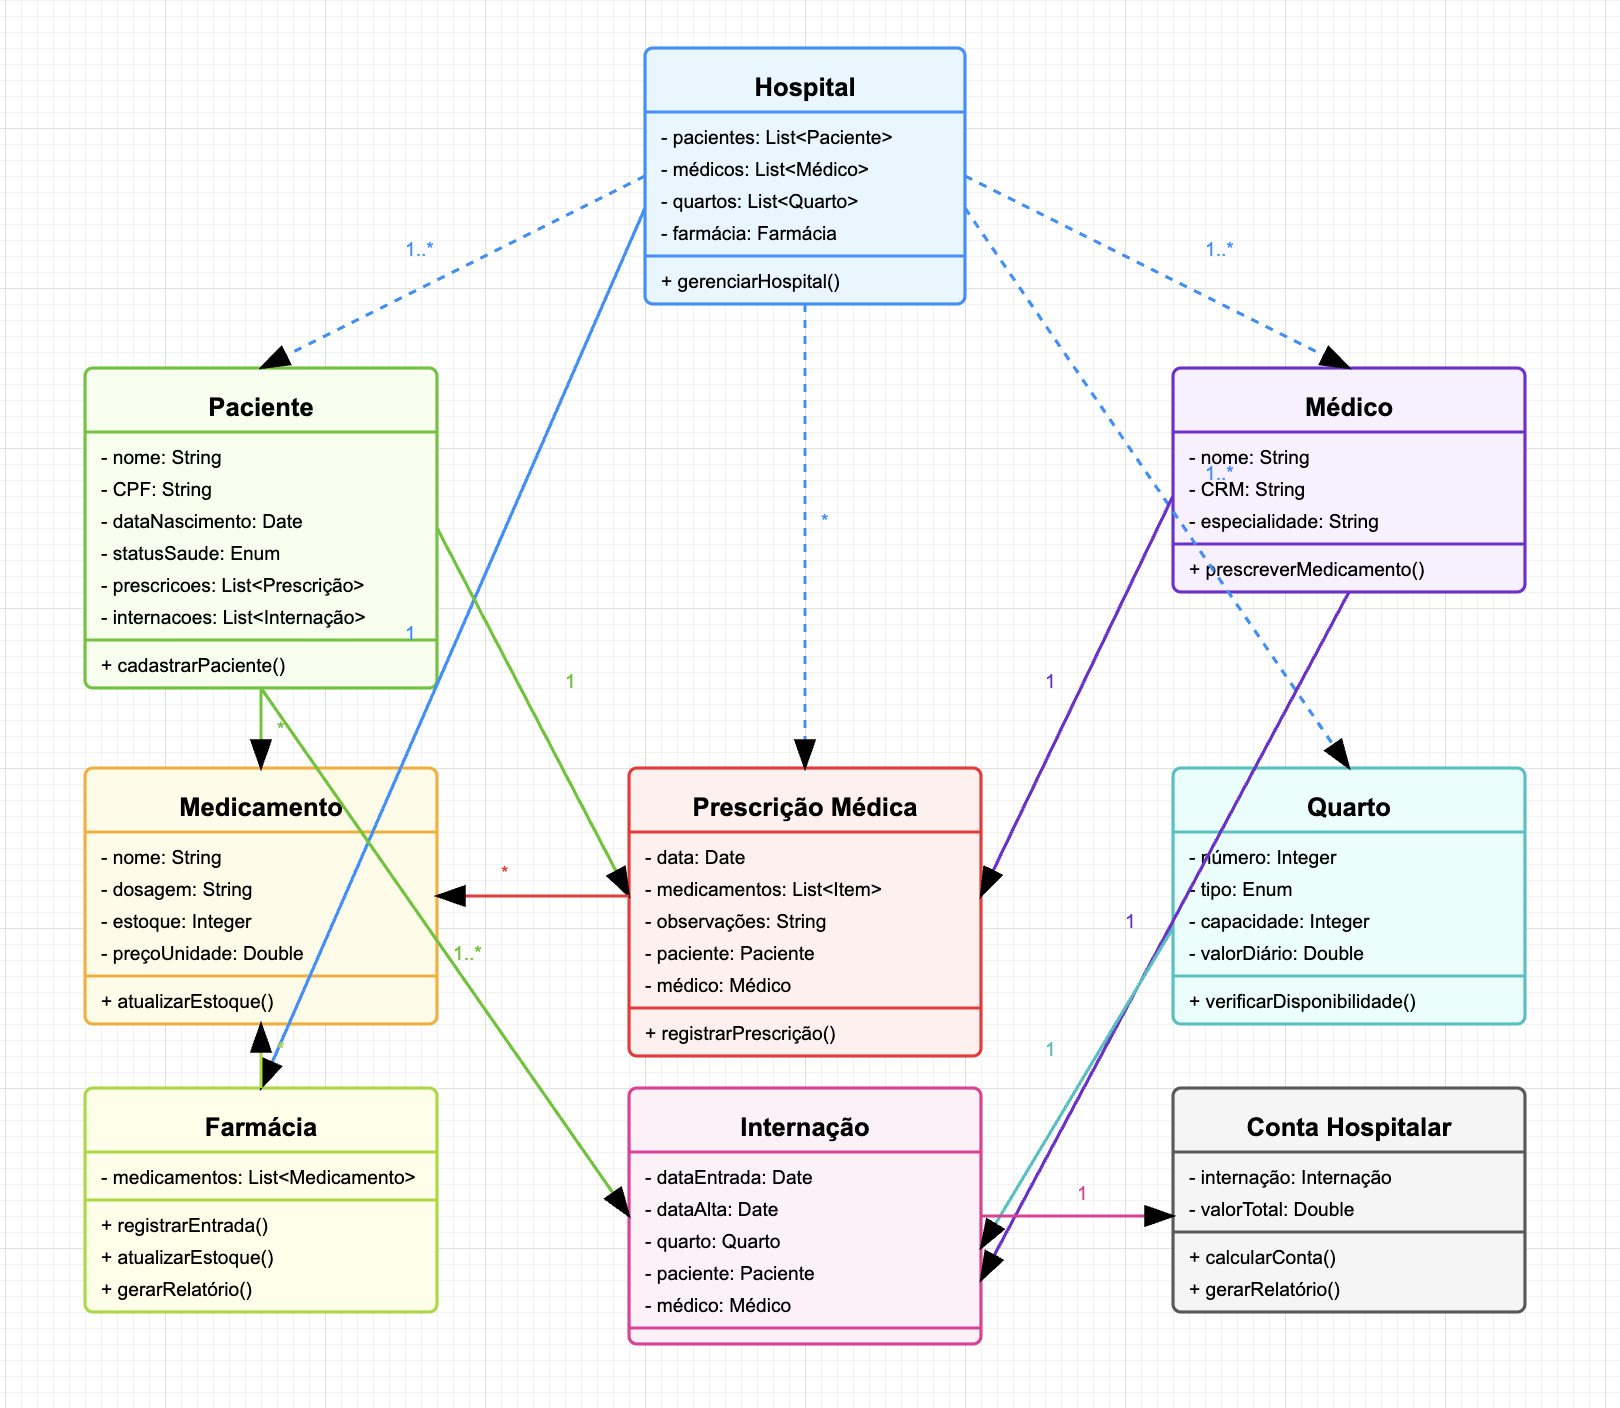 Hospital
- pacientes: List<Paciente>
- médicos: List<Médico>
- quartos: List<Quarto>
- farmácia: Farmácia
+ gerenciarHospital()
1..*
1..*
Paciente
- nome: String
- CPF: String
- dataNascimento: Date
- statusSaude: Enum
- prescricoes: List<Prescrição>
- internacoes: List<Internação>
+ cadastrarPaciente()
Médico
- nome: String
- CRM: String
- especialidade: String
+ prescreverMedicamento()
1..*
*
1
1
1
*
Medicamento
- nome: String
- dosagem: String
- estoque: Integer
- preçoUnidade: Double
+ atualizarEstoque()
*
1..*
Prescrição Médica
- data: Date
- medicamentos: List<Item>
- observações: String
- paciente: Paciente
- médico: Médico
+ registrarPrescrição()
1
Quarto
- número: Integer
- tipo: Enum
- capacidade: Integer
- valorDiário: Double
+ verificarDisponibilidade()
*
1
Farmácia
- medicamentos: List<Medicamento>
+ registrarEntrada()
+ atualizarEstoque()
+ gerarRelatório()
Internação
- dataEntrada: Date
- dataAlta: Date
- quarto: Quarto
- paciente: Paciente
- médico: Médico
1
Conta Hospitalar
- internação: Internação
- valorTotal: Double
+ calcularConta()
+ gerarRelatório()